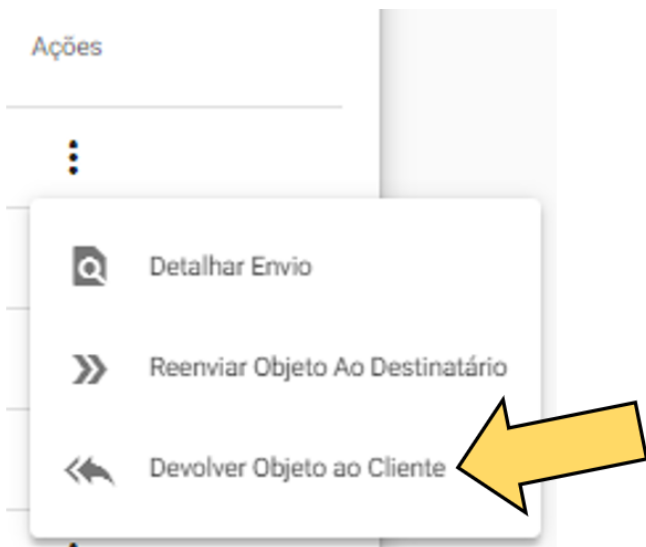 Ações
Detalhar Envio
Reenviar Objeto Ao Destinatário
Devolver Objeto ao Cliente